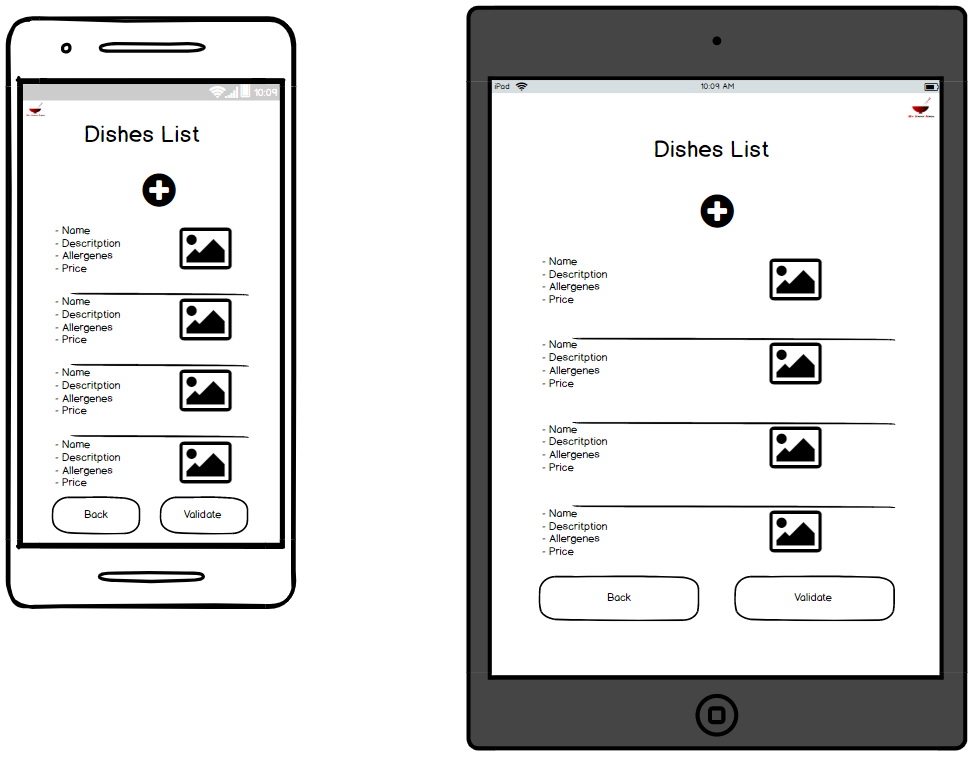 10:09
Dishes List
- Name
- Descritption
- Allergenes
- Price
- Name
- Descritption
- Allergenes
- Price
- Name
- Descritption
- Allergenes
- Price
- Name
- Descritption
- Allergenes
- Price
Back Validate
iPad 10:09 AM
Dishes List
- Name
- Descritption
- Allergenes
- Price
- Name
- Descritption
- Allergenes
- Price
- Name
- Descritption
- Allergenes
- Price
- Name
- Descritption
- Allergenes
- Price
Back Validate